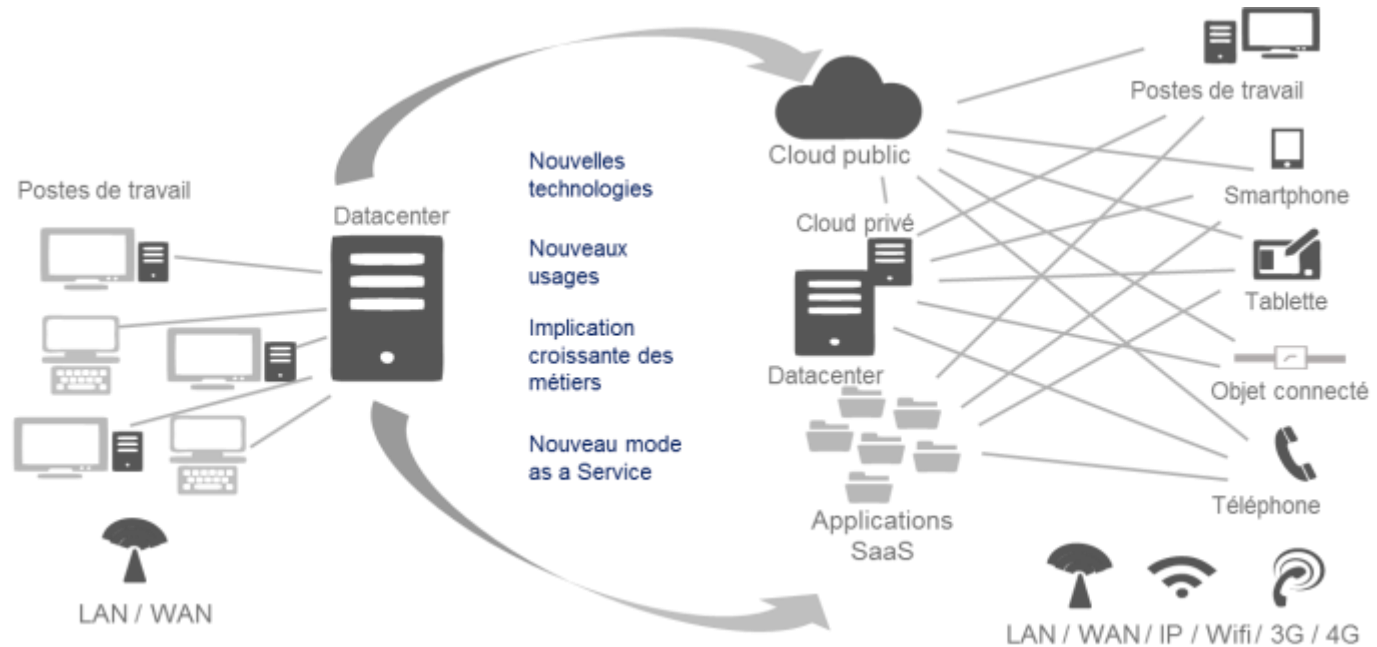 Postes de travail
Datacenter
LAN / WAN
Nouvelles
technologies
Nouveaux
usages
Implication
croissante des
métiers
Nouveau mode
as a Service
Cloud public
Cloud privé
Datacenter
Applications
SaaS
Postes de travail
Smartphone
Tablette
Objet connecté
Téléphone
LAN / WAN / IP / Wifi / 3G / 4G